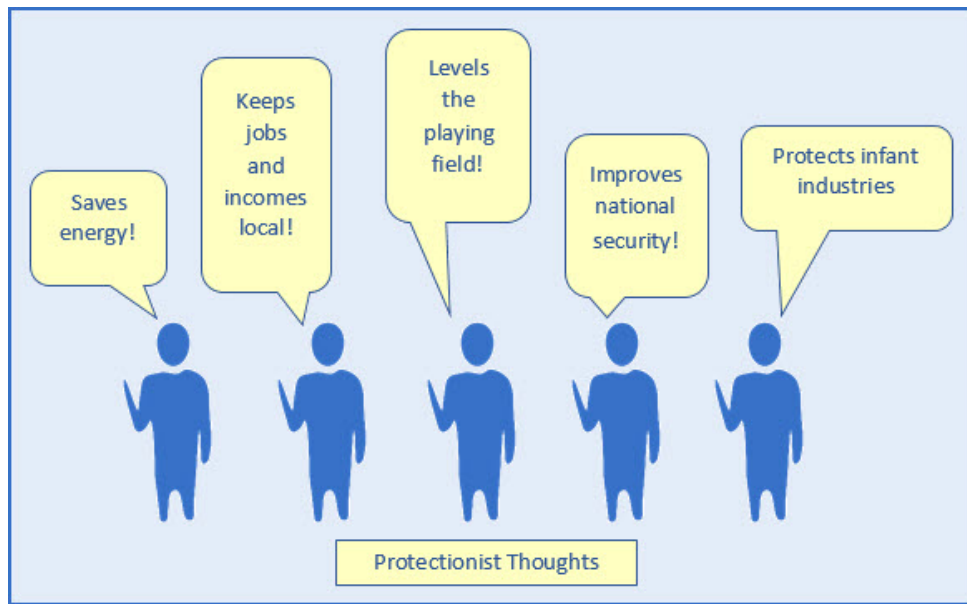 Saves
energy!
Keeps
jobs
and
incomes
local!
Levels
the
playing
field!
Improves
national
security!
Protects infant
industries
Protectionist Thoughts